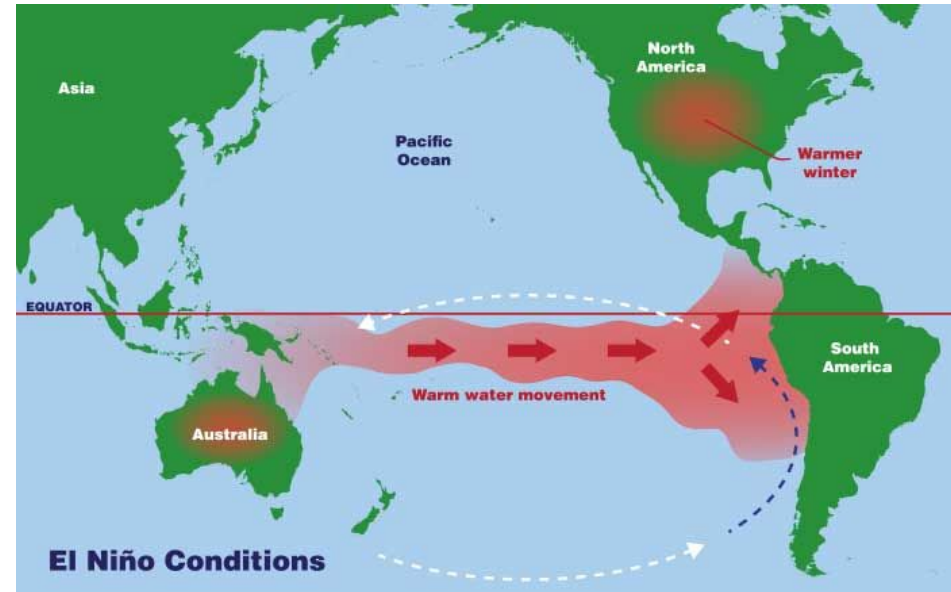 North
America
Asia
Pacific
Ocean
Warmer
winter
EQUATOR
South
America
Warm water movement
Australia
El Niño Conditions